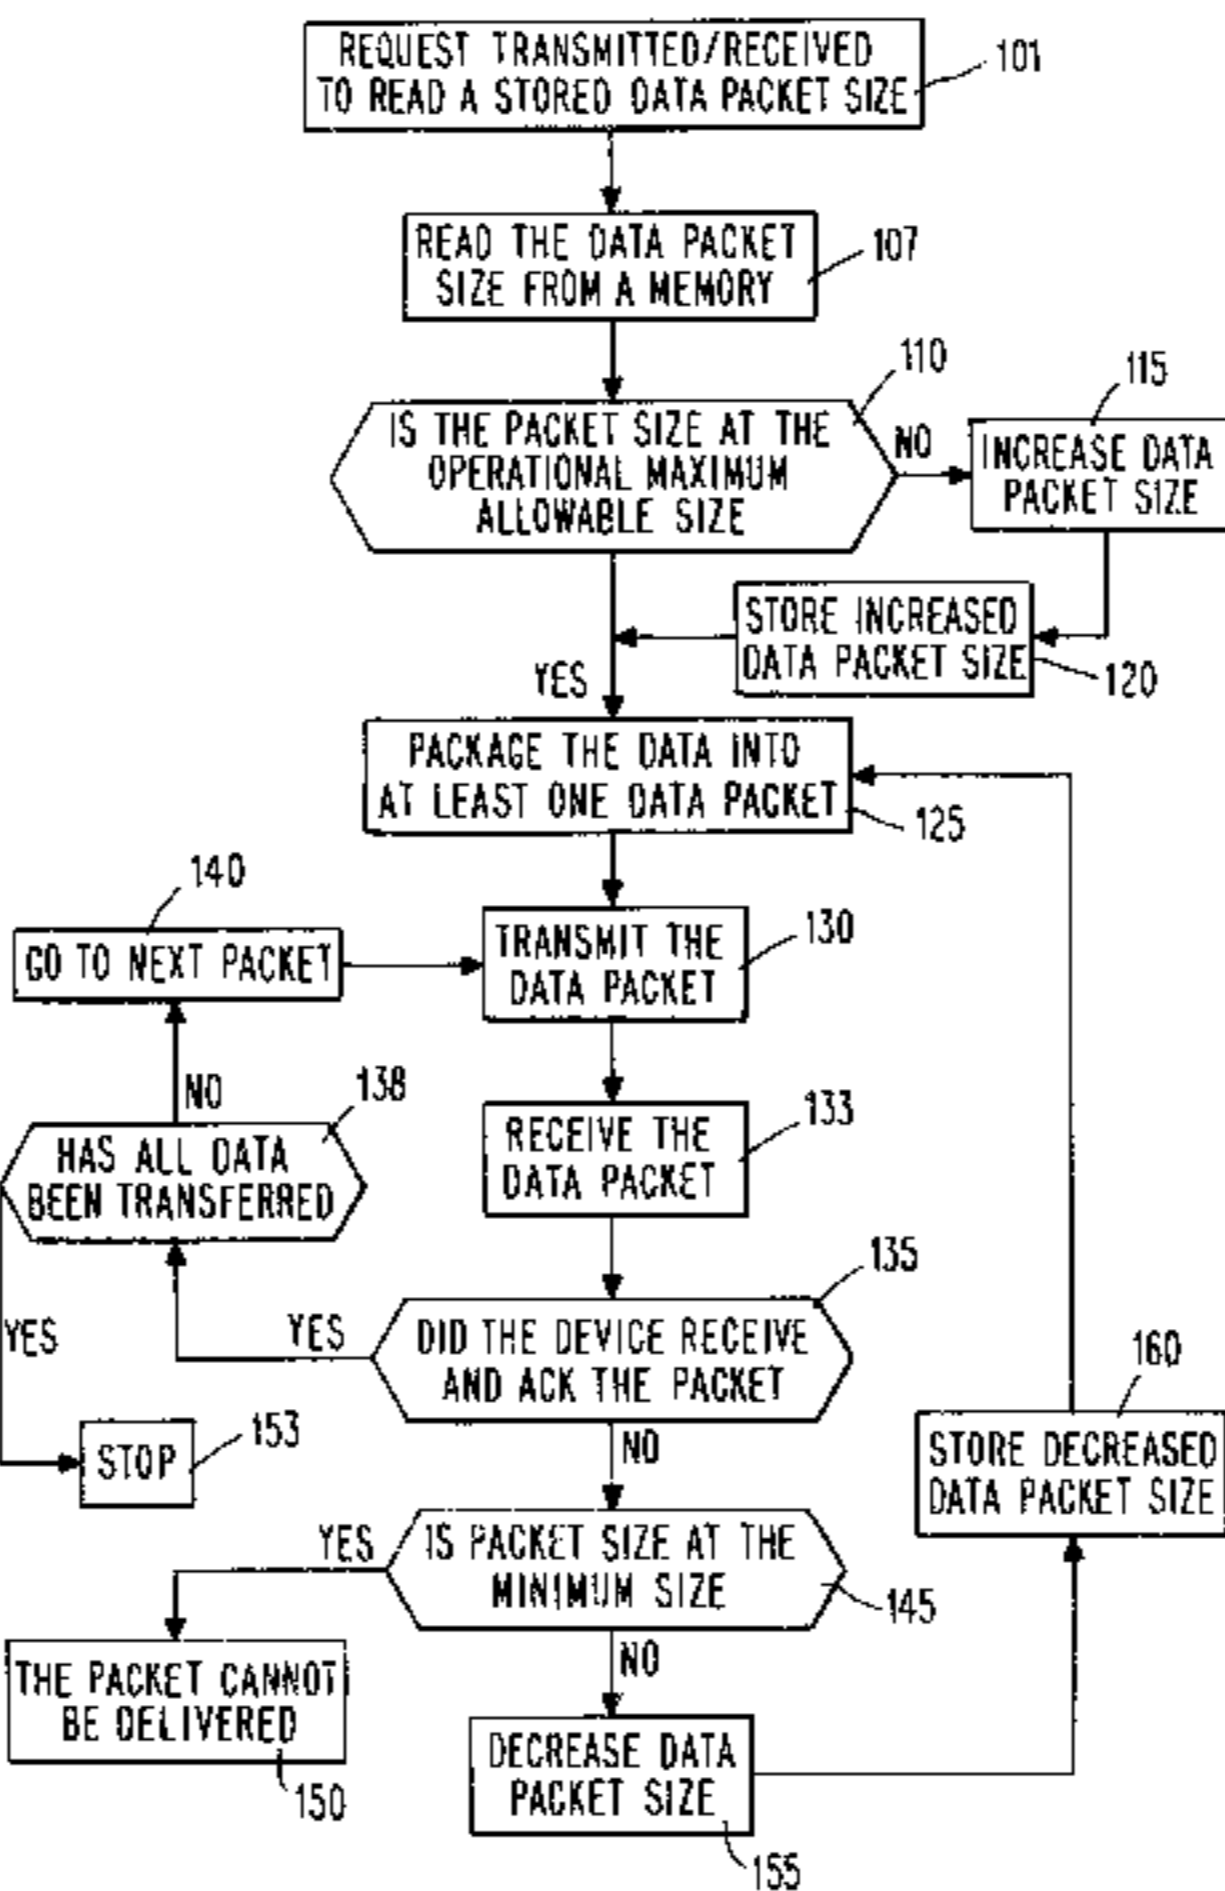 REQUEST TRANSMITTED/RECEIVED
TO READ A STORED DATA PACKET SIZE
101
READ THE DATA PACKET
SIZE FROM A MEMORY
107
110
IS THE PACKET SIZE AT THE
OPERATIONAL MAXIMUM
ALLOWABLE SIZE
NO
115
INCREASE DATA
PACKET SIZE
STORE INCREASED
DATA PACKET SIZE
120
YES
PACKAGE THE DATA INTO
AT LEAST ONE DATA PACKET
125
140
GO TO NEXT PACKET
TRANSMIT THE
DATA PACKET
130
NO
138
HAS ALL DATA
BEEN TRANSFERRED
RECEIVE THE
DATA PACKET
133
YES
YES
135
DID THE DEVICE RECEIVE
AND ACK THE PACKET
160
STORE DECREASED
DATA PACKET SIZE
STOP
153
NO
YES
IS PACKET SIZE AT THE
MINIMUM SIZE
145
THE PACKET CANNOT
BE DELIVERED
150
NO
DECREASE DATA
PACKET SIZE
155